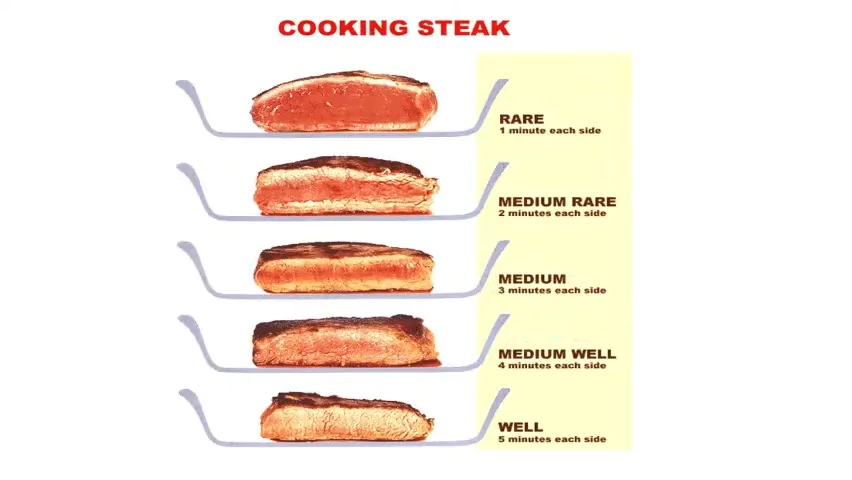 COOKING STEAK
RARE
1 minute each side
MEDIUM RARE
2 minutes each side
MEDIUM
3 minutes each side
MEDIUM WELL
4 minutes each side
WELL
5 minutes each side